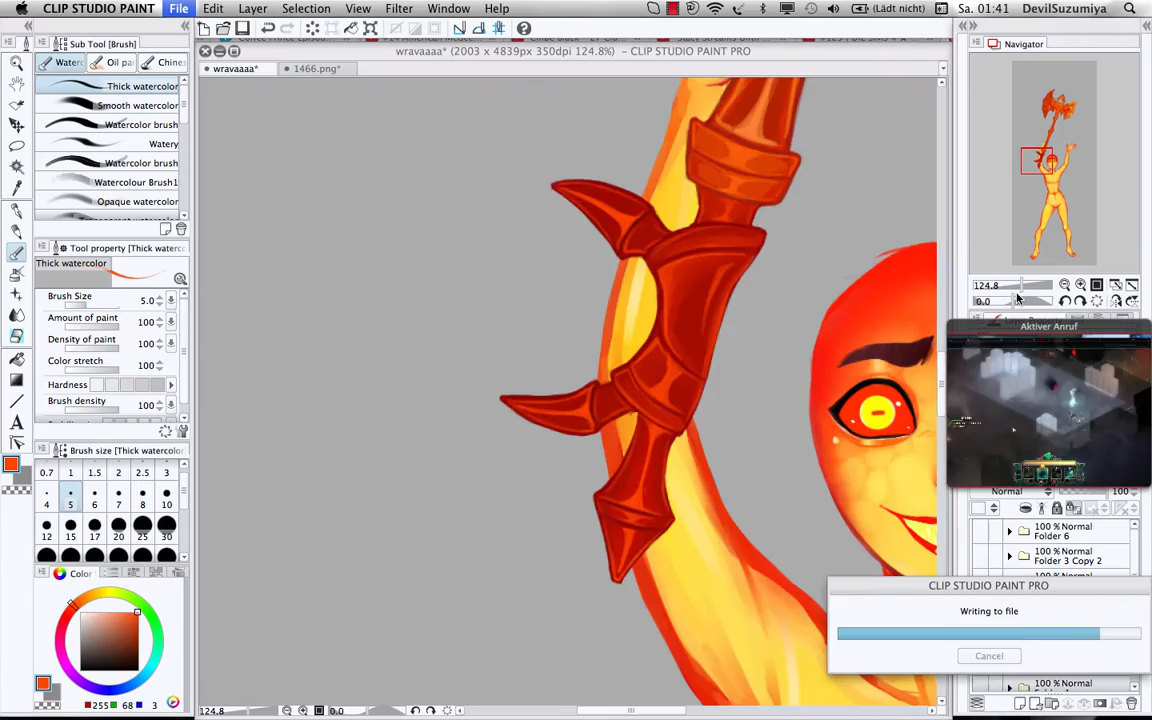 CLIP STUDIO PAINT PRO File Edit Layer Selection View Filter Window Help (Lädt nicht) Sa. 01:41 DevilSuzumiya
wravaaaa* (2003 x 4839px 350dpi 124.8%) – CLIP STUDIO PAINT PRO
wravaaaa*
1466.png*
Sub Tool [Brush]
Waterc
Oil pa
Chines
Thick watercolor
Smooth watercolor
Watercolor brush
Watery
Watercolor brush
Watercolour Brush1
Opaque watercolor
Tool property [Thick waterc
Thick watercolor
Brush Size 5.0
Amount of paint 100
Density of paint 100
Color stretch 100
Hardness
Brush density 100
Brush size [Thick waterco
0.7 1 1.5 2 2.5 3
4 5 6 7 8 10
12 15 17 20 25 30
Color
255 68 3
124.8 0.0
Navigator
124.8
0.0
Aktiver Anruf
Normal 100
100 % Normal
Folder 6
100 % Normal
Folder 3 Copy 2
CLIP STUDIO PAINT PRO
Writing to file
Cancel
100 % Normal